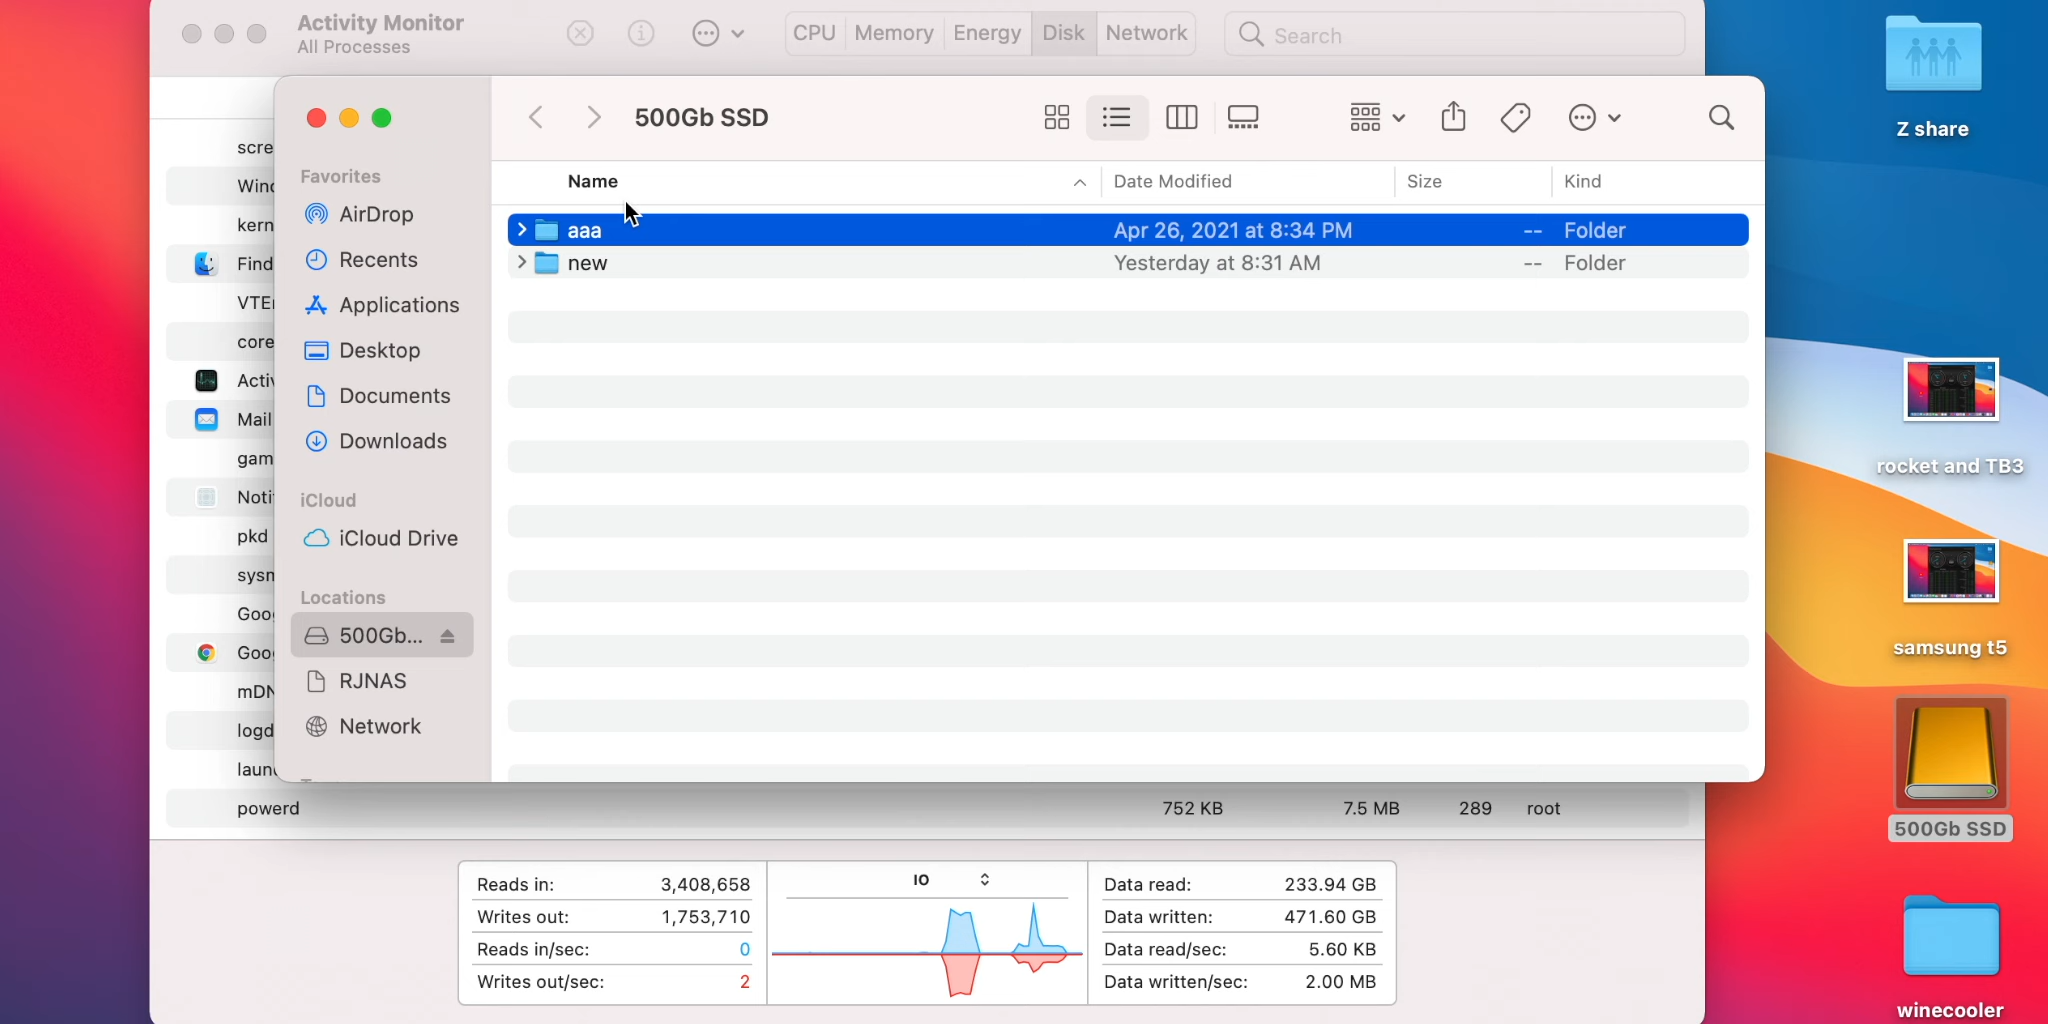 Activity Monitor
All Processes
CPU Memory Energy Disk Network
Search
500Gb SSD
Name Date Modified Size Kind
aaa Apr 26, 2021 at 8:34 PM -- Folder
new Yesterday at 8:31 AM -- Folder
Favorites
AirDrop
Recents
Applications
Desktop
Documents
Downloads
iCloud
iCloud Drive
Locations
500Gb...
RJNAS
Network
scre
Wind
kern
Find
VTE
core
Activ
Mail
gam
Noti
pkd
sysm
Goo
Goo
mDN
logd
laun
powerd 752 KB 7.5 MB 289 root
Reads in: 3,408,658
Writes out: 1,753,710
Reads in/sec: 0
Writes out/sec: 2
IO
Data read: 233.94 GB
Data written: 471.60 GB
Data read/sec: 5.60 KB
Data written/sec: 2.00 MB
Z share
rocket and TB3
samsung t5
500Gb SSD
winecooler